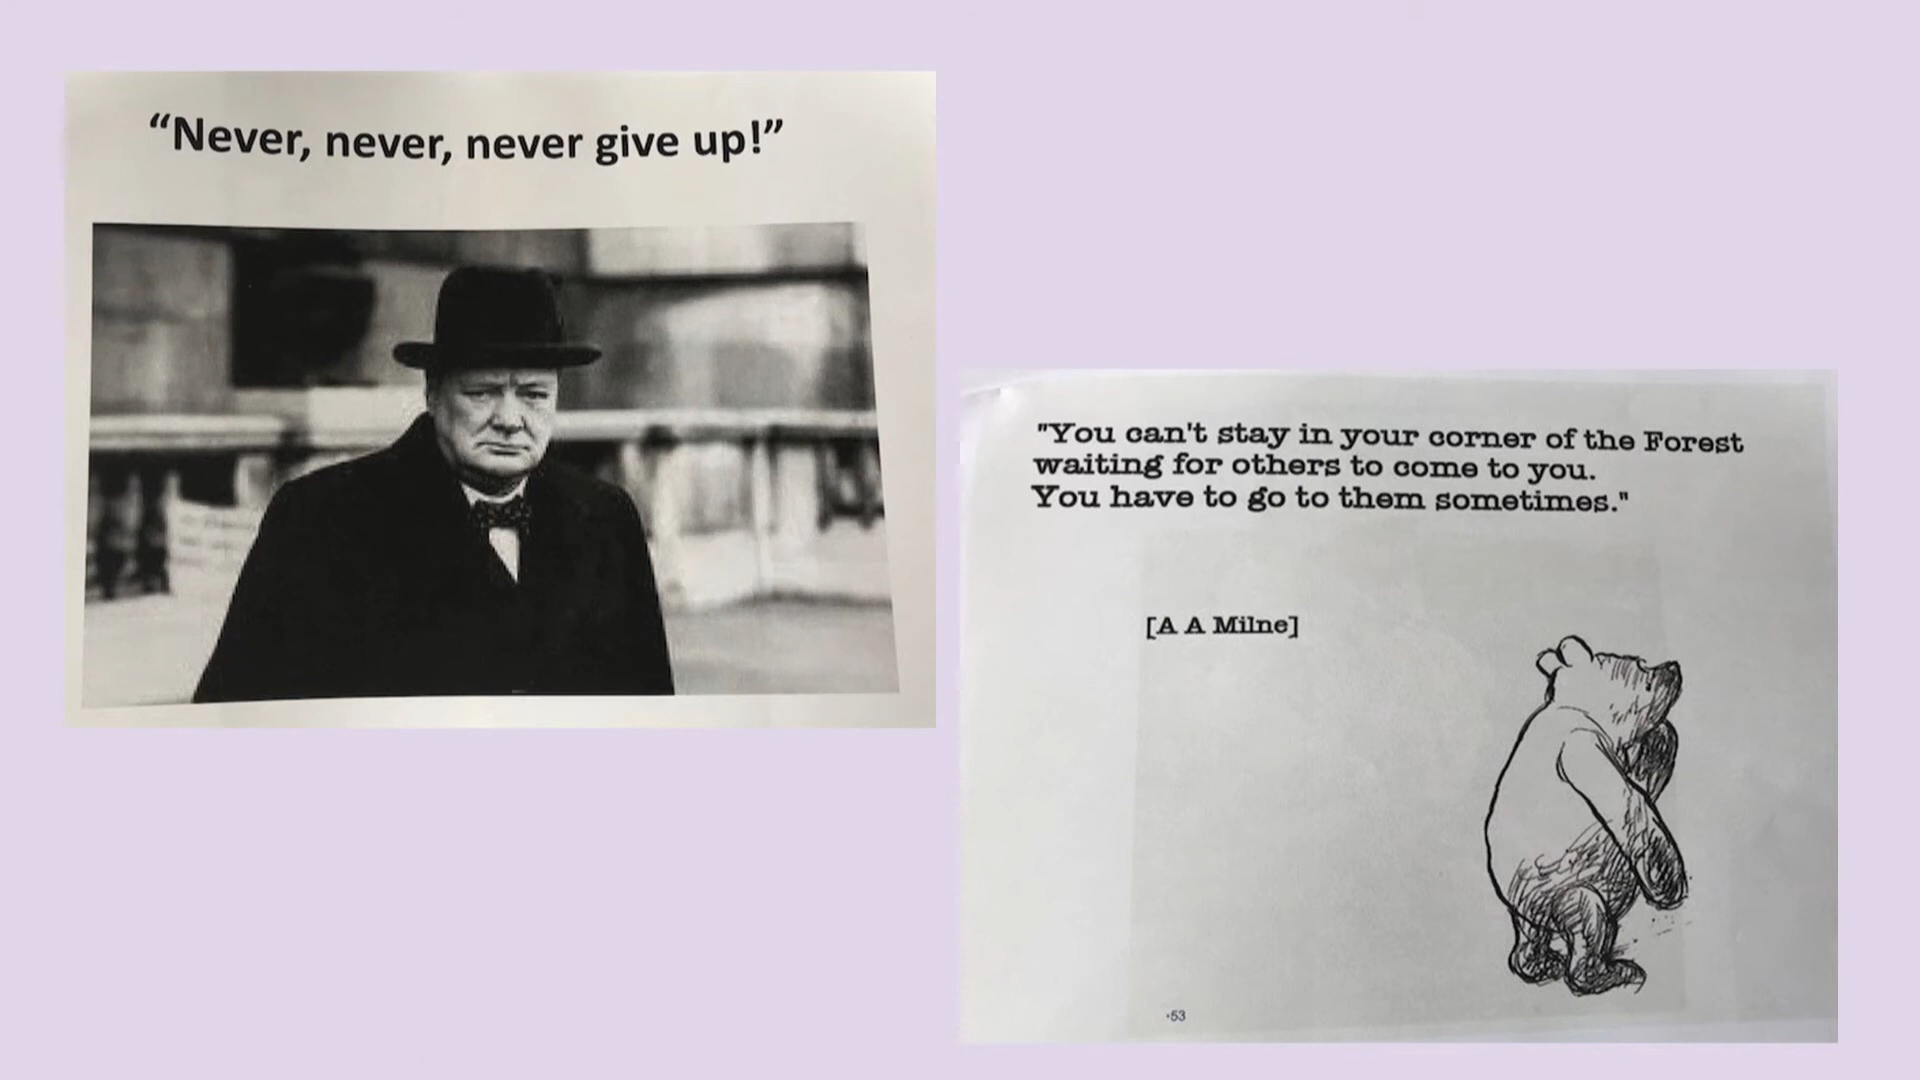 “Never, never, never give up!”
"You can't stay in your corner of the Forest
waiting for others to come to you.
You have to go to them sometimes."
[A A Milne]
•53